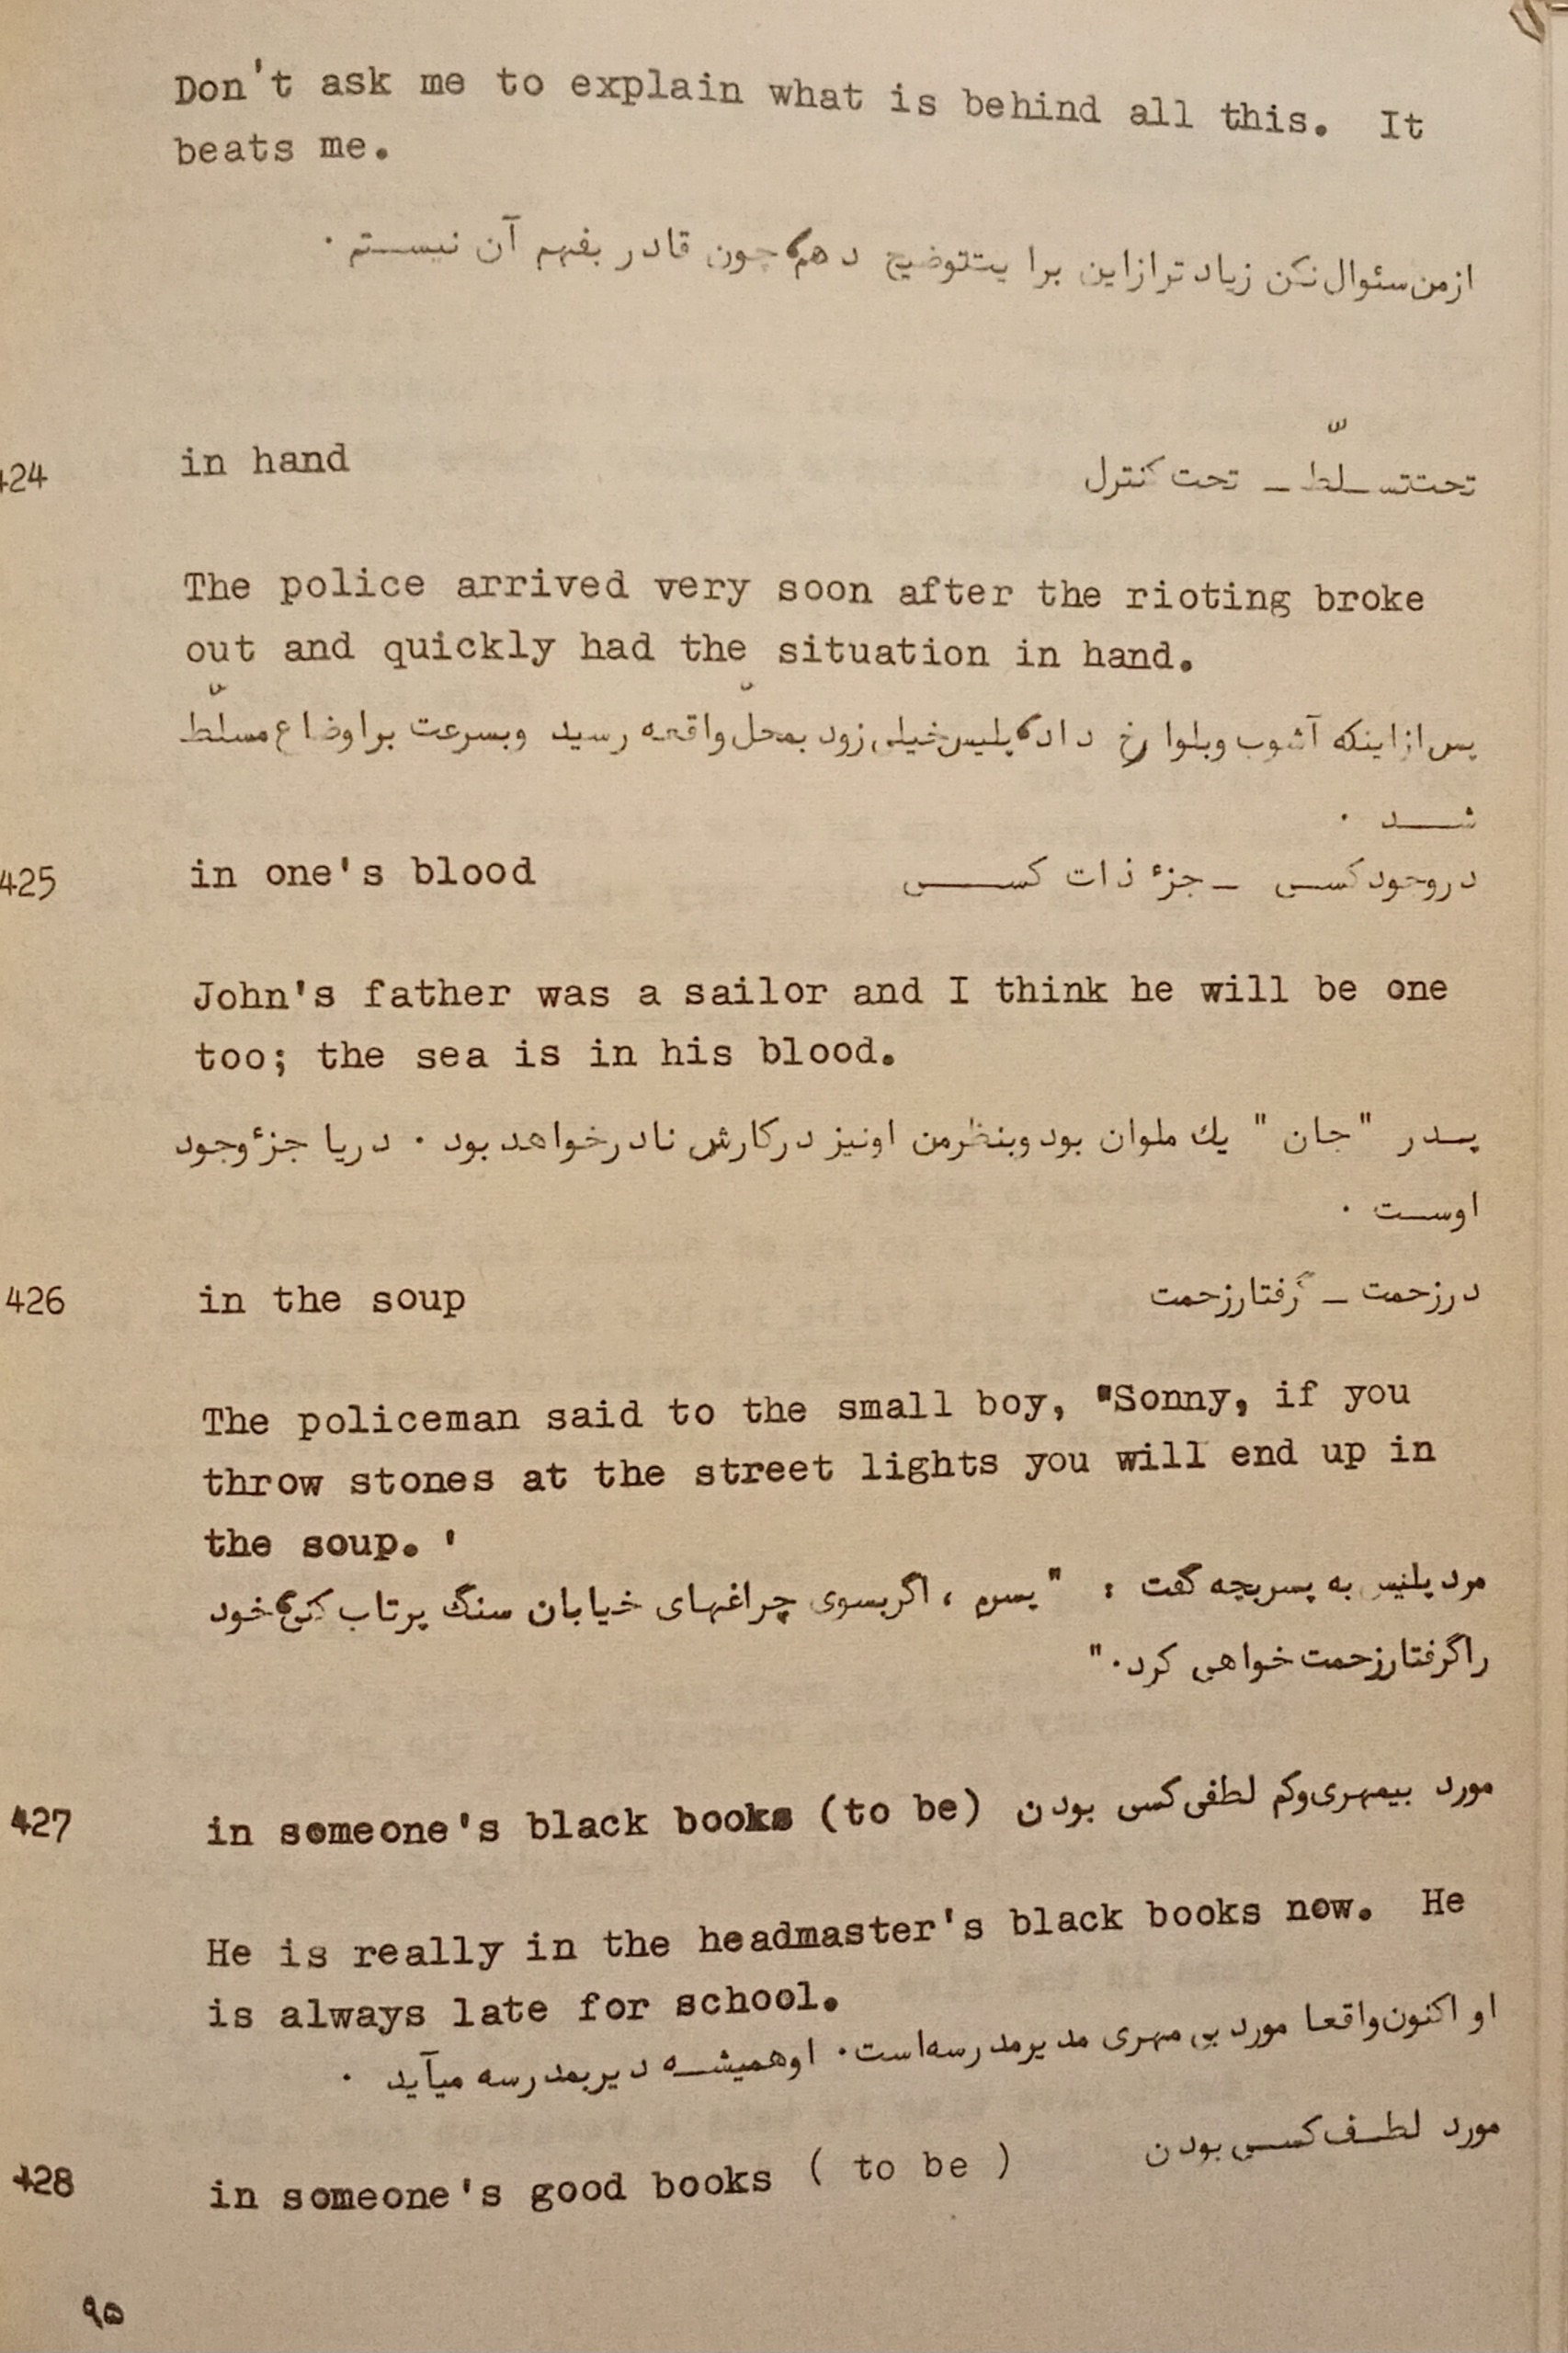 Don't ask me to explain what is behind all this. It
beats me.
ازمن سئوال نکن زیاد تر ازاین برایت توضیح دهم، چون قادر بفهم آن نیستم .
424 in hand تحت تسلّط ــ تحت کنترل
The police arrived very soon after the rioting broke
out and quickly had the situation in hand.
پس ازاینکه آشوب وبلوا رخ داد، پلیس خیلی زود بمحل واقعه رسید وبسرعت براوضاع مسلّط
شد .
425 in one's blood دروجود کسی ــ جزء ذات کسی
John's father was a sailor and I think he will be one
too; the sea is in his blood.
پدر "جان" یك ملوان بود وبنظرمن اونیز درکارش نادرخواهد بود . دریا جزء وجود
اوست .
426 in the soup درزحمت ــ گرفتارزحمت
The policeman said to the small boy, "Sonny, if you
throw stones at the street lights you will end up in
the soup. '
مرد پلیس به پسربچه گفت : "پسرم ، اگربسوی چراغهای خیابان سنگ پرتاب کنی، خود
راگرفتارزحمت خواهی کرد."
427 in someone's black books (to be) مورد بیمهری وکم لطفی کسی بودن
He is really in the headmaster's black books now. He
is always late for school.
او اکنون واقعا مورد بی مهری مدیرمدرسه است. اوهمیشه دیربمدرسه میآید .
428 in someone's good books ( to be ) مورد لطف کسی بودن
۹۵